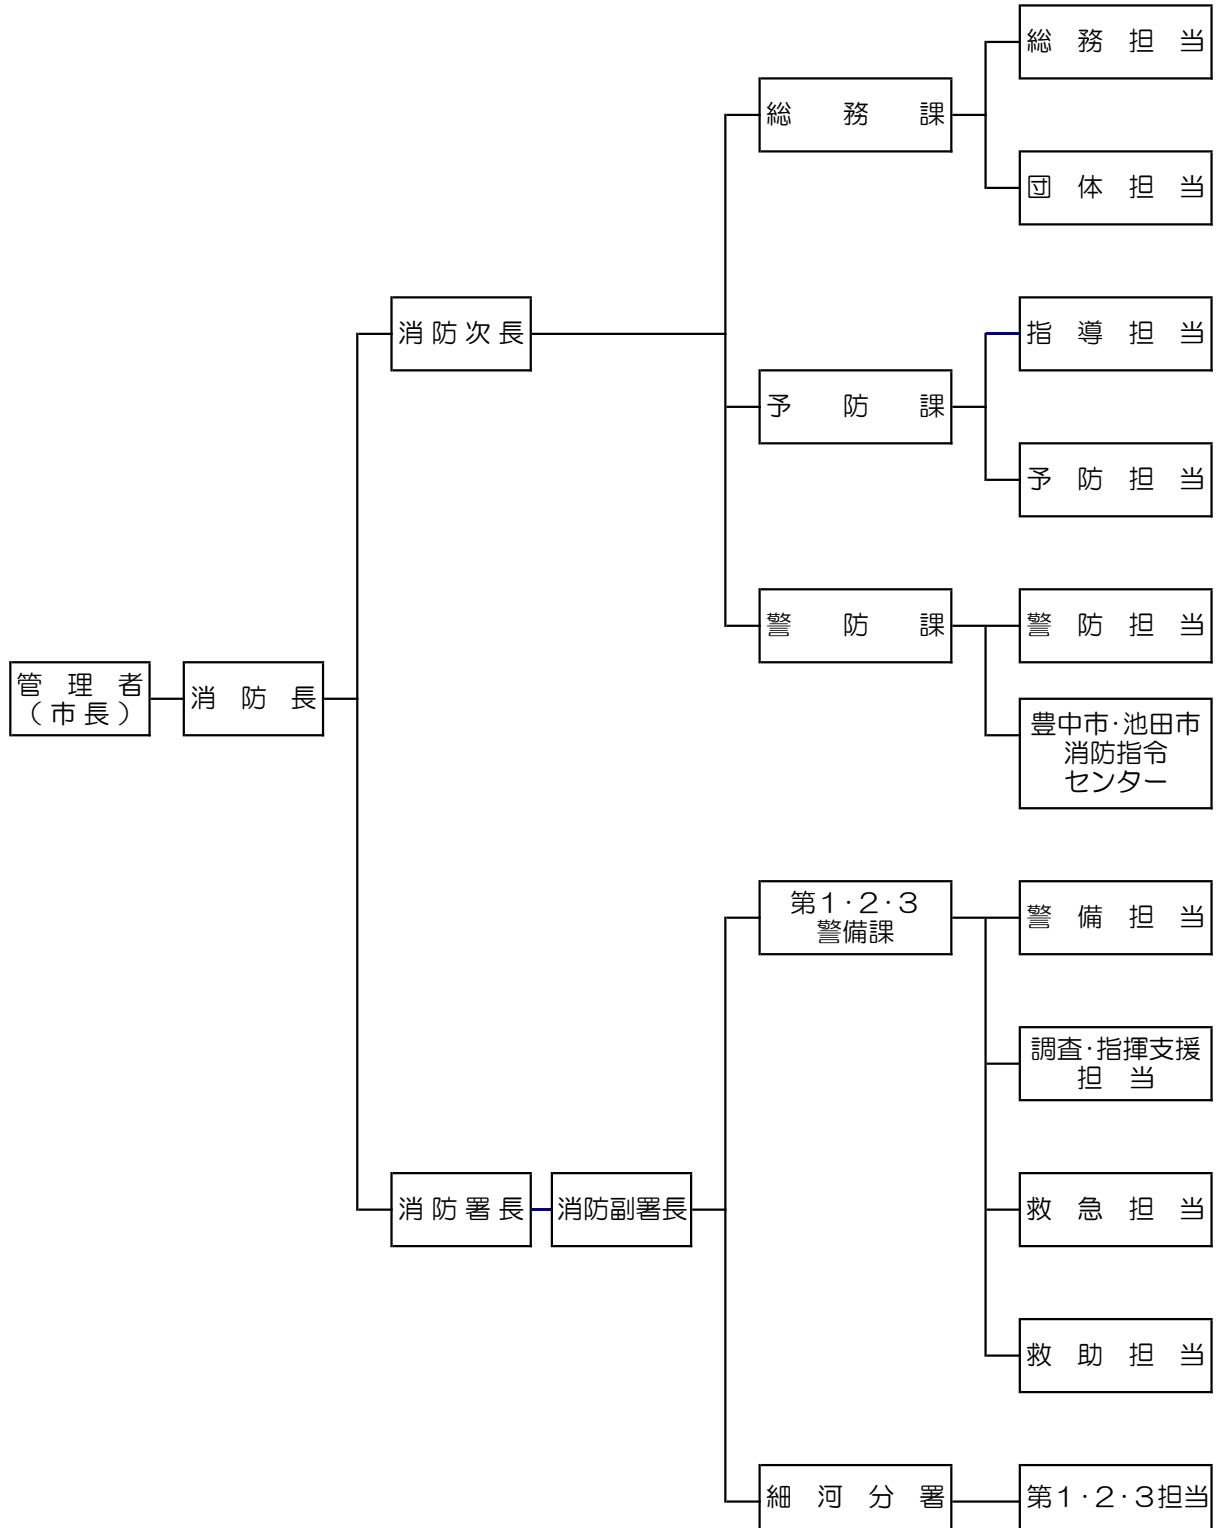 総務担当
総務課
団体担当
消防次長
指導担当
予防課
予防担当
警防課
警防担当
管理者
（市長）
消防長
豊中市・池田市
消防指令
センター
第1・2・3
警備課
警備担当
調査・指揮支援
担当
消防署長
消防副署長
救急担当
救助担当
細河分署
第1・2・3担当